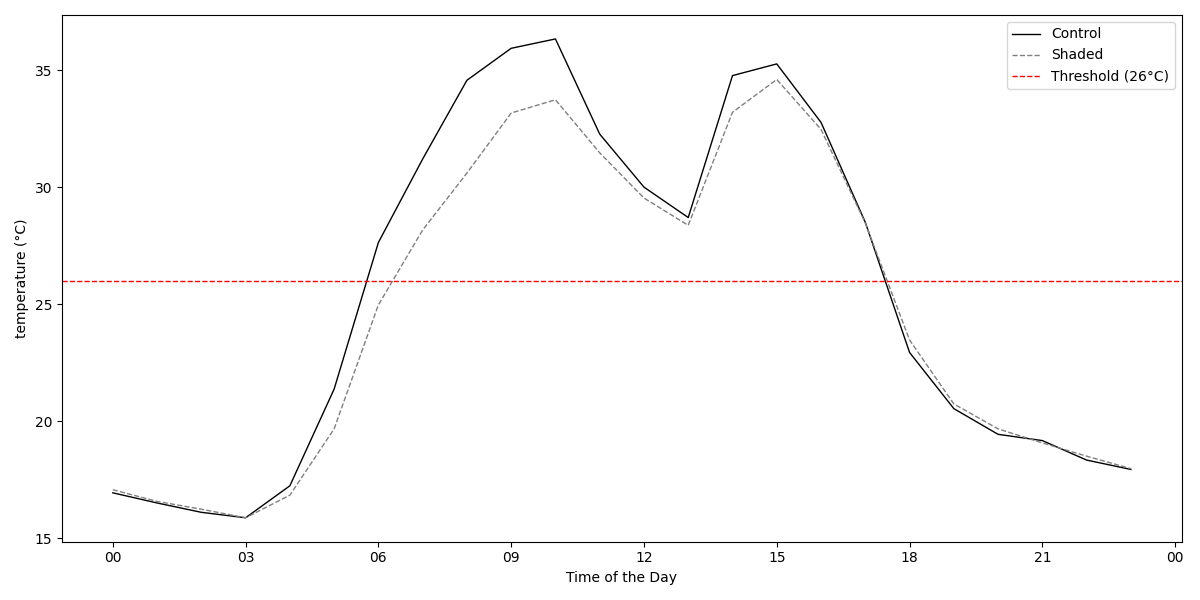 Control
Shaded
Threshold (26°C)
temperature (°C)
35
30
25
20
15
00 03 06 09 12 15 18 21 00
Time of the Day